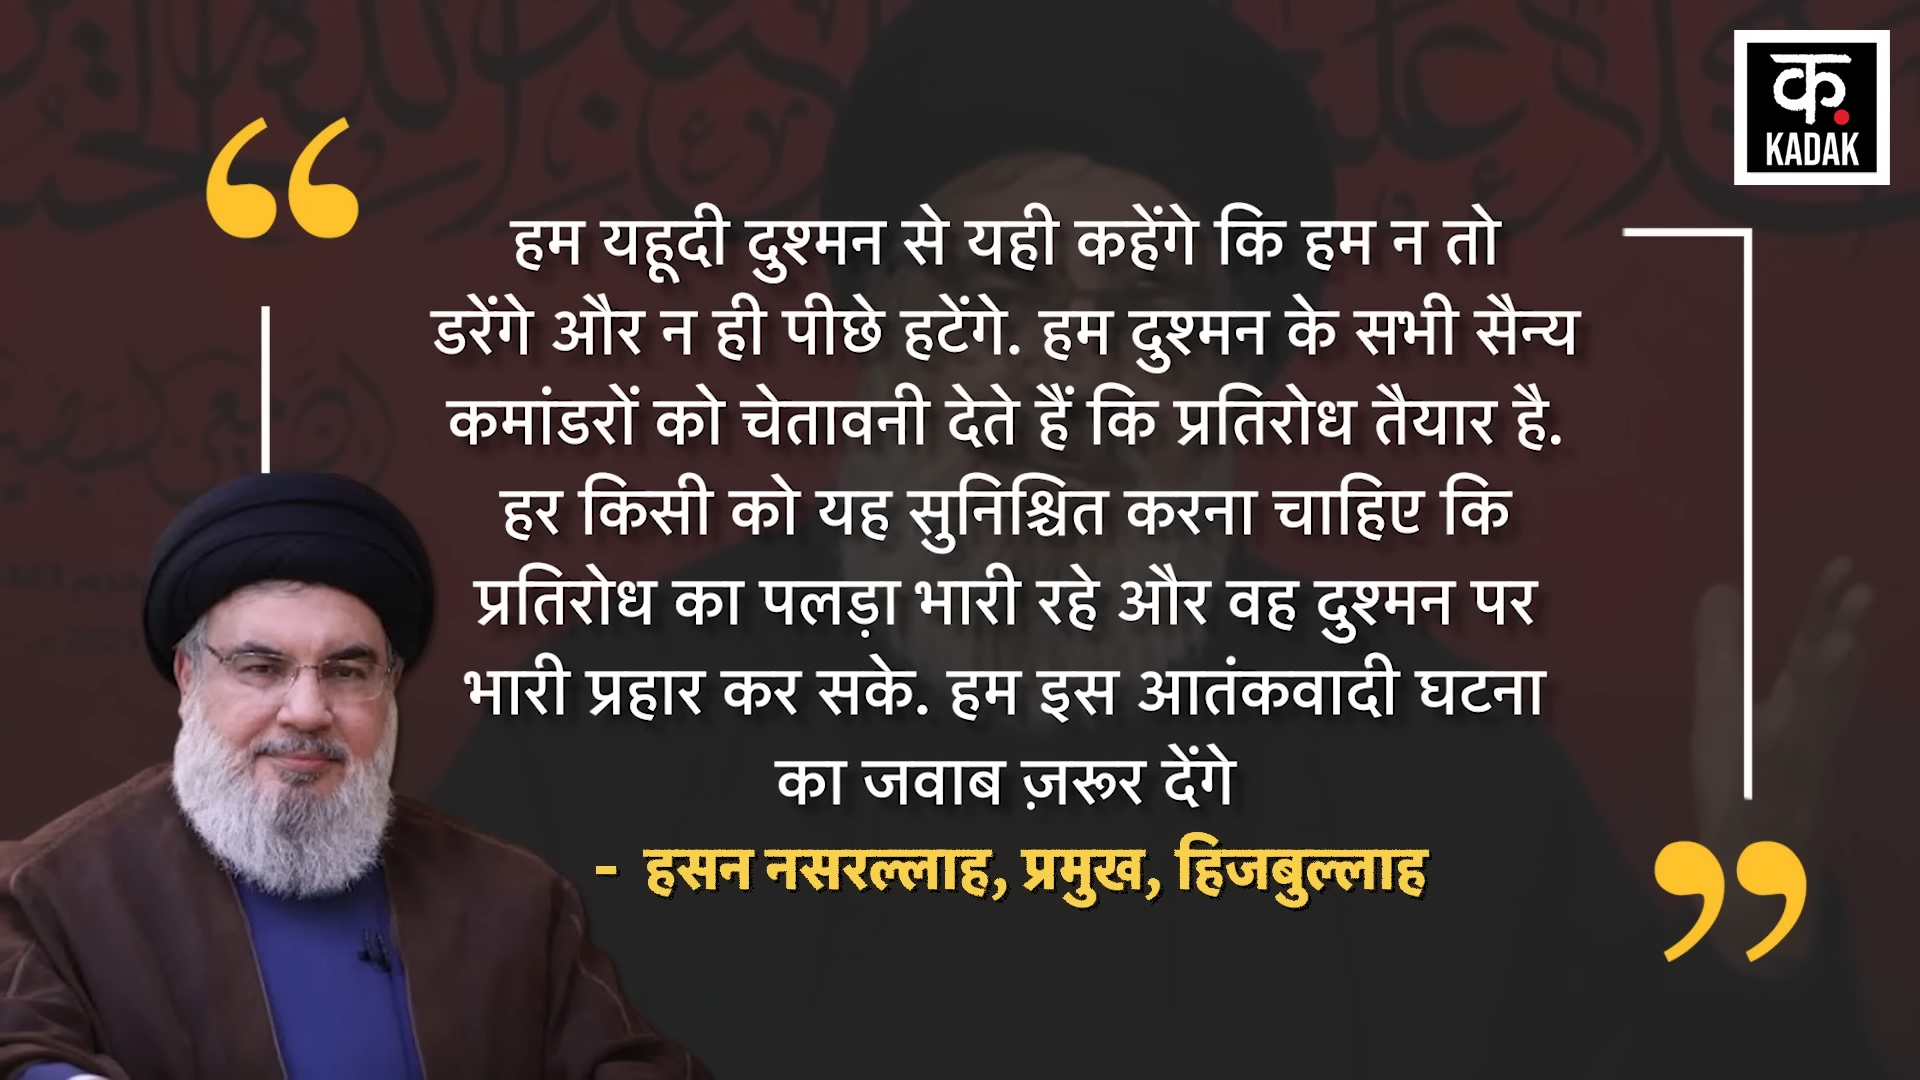 क
KADAK
हम यहूदी दुश्मन से यही कहेंगे कि हम न तो
डरेंगे और न ही पीछे हटेंगे. हम दुश्मन के सभी सैन्य
कमांडरों को चेतावनी देते हैं कि प्रतिरोध तैयार है.
हर किसी को यह सुनिश्चित करना चाहिए कि
प्रतिरोध का पलड़ा भारी रहे और वह दुश्मन पर
भारी प्रहार कर सके. हम इस आतंकवादी घटना
का जवाब ज़रूर देंगे
- हसन नसरल्लाह, प्रमुख, हिजबुल्लाह